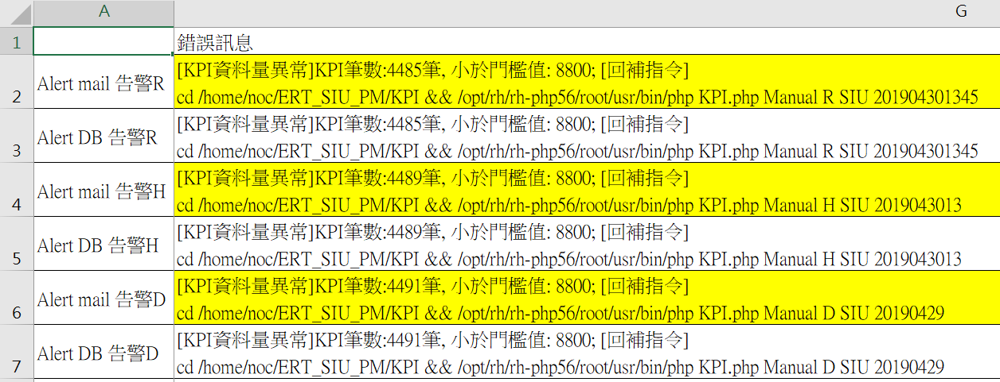 A G
1 錯誤訊息
[KPI資料量異常]KPI筆數:4485筆, 小於門檻值: 8800; [回補指令]
2 Alert mail 告警R cd /home/noc/ERT_SIU_PM/KPI && /opt/rh/rh-php56/root/usr/bin/php KPI.php Manual R SIU 201904301345
[KPI資料量異常]KPI筆數:4485筆, 小於門檻值: 8800; [回補指令]
3 Alert DB 告警R cd /home/noc/ERT_SIU_PM/KPI && /opt/rh/rh-php56/root/usr/bin/php KPI.php Manual R SIU 201904301345
[KPI資料量異常]KPI筆數:4489筆, 小於門檻值: 8800; [回補指令]
4 Alert mail 告警H cd /home/noc/ERT_SIU_PM/KPI && /opt/rh/rh-php56/root/usr/bin/php KPI.php Manual H SIU 2019043013
[KPI資料量異常]KPI筆數:4489筆, 小於門檻值: 8800; [回補指令]
5 Alert DB 告警H cd /home/noc/ERT_SIU_PM/KPI && /opt/rh/rh-php56/root/usr/bin/php KPI.php Manual H SIU 2019043013
[KPI資料量異常]KPI筆數:4491筆, 小於門檻值: 8800; [回補指令]
6 Alert mail 告警D cd /home/noc/ERT_SIU_PM/KPI && /opt/rh/rh-php56/root/usr/bin/php KPI.php Manual D SIU 20190429
[KPI資料量異常]KPI筆數:4491筆, 小於門檻值: 8800; [回補指令]
7 Alert DB 告警D cd /home/noc/ERT_SIU_PM/KPI && /opt/rh/rh-php56/root/usr/bin/php KPI.php Manual D SIU 20190429